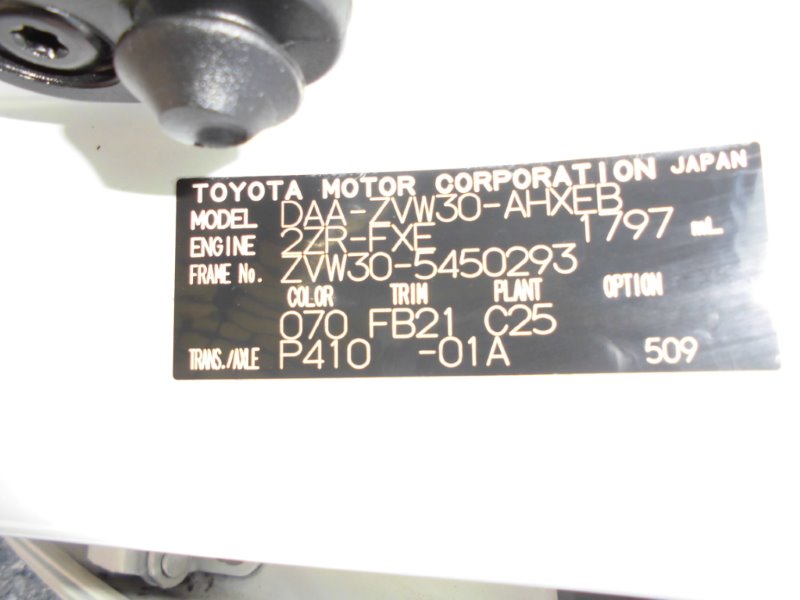 TOYOTA MOTOR CORPORATION JAPAN
MODEL DAA-ZVW30-AHXEB
ENGINE 2ZR-FXE 1797 mL
FRAME No. ZVW30-5450293
COLOR TRIM PLANT OPTION
070 FB21 C25
TRANS./AXLE P410 -01A 509